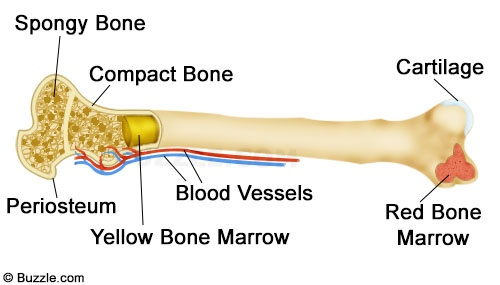 Spongy Bone
Compact Bone
Cartilage
Periosteum
Blood Vessels
Yellow Bone Marrow
Red Bone
Marrow
© Buzzle.com